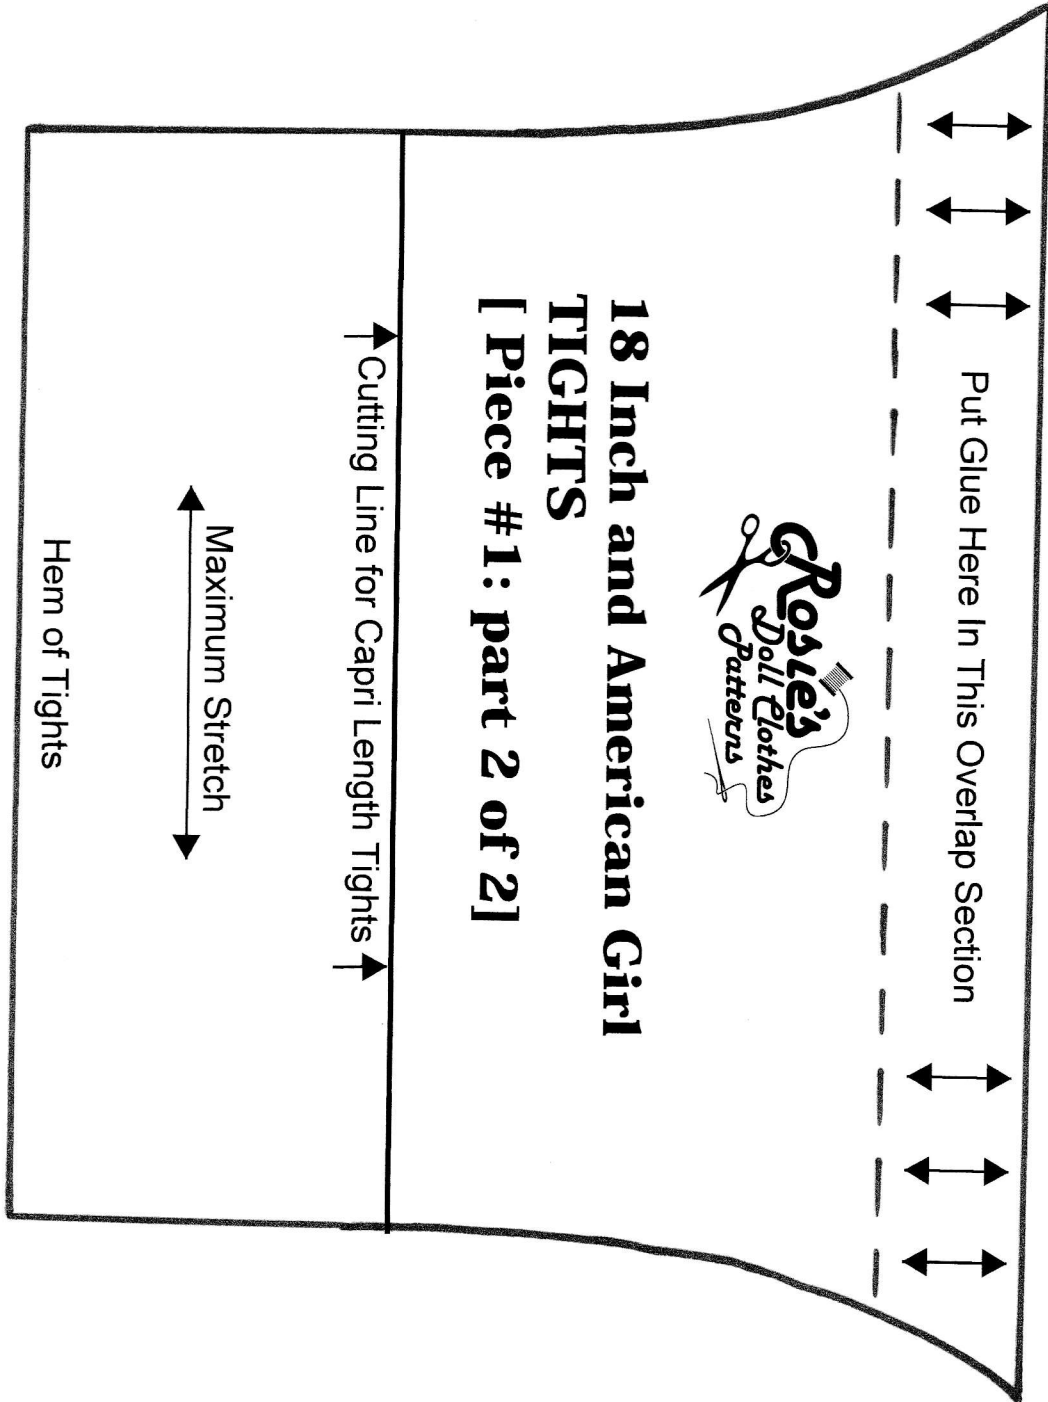 Put Glue Here In This Overlap Section
Rosie's
Doll Clothes
Patterns
18 Inch and American Girl
TIGHTS
[ Piece #1: part 2 of 2]
Cutting Line for Capri Length Tights
Maximum Stretch
Hem of Tights